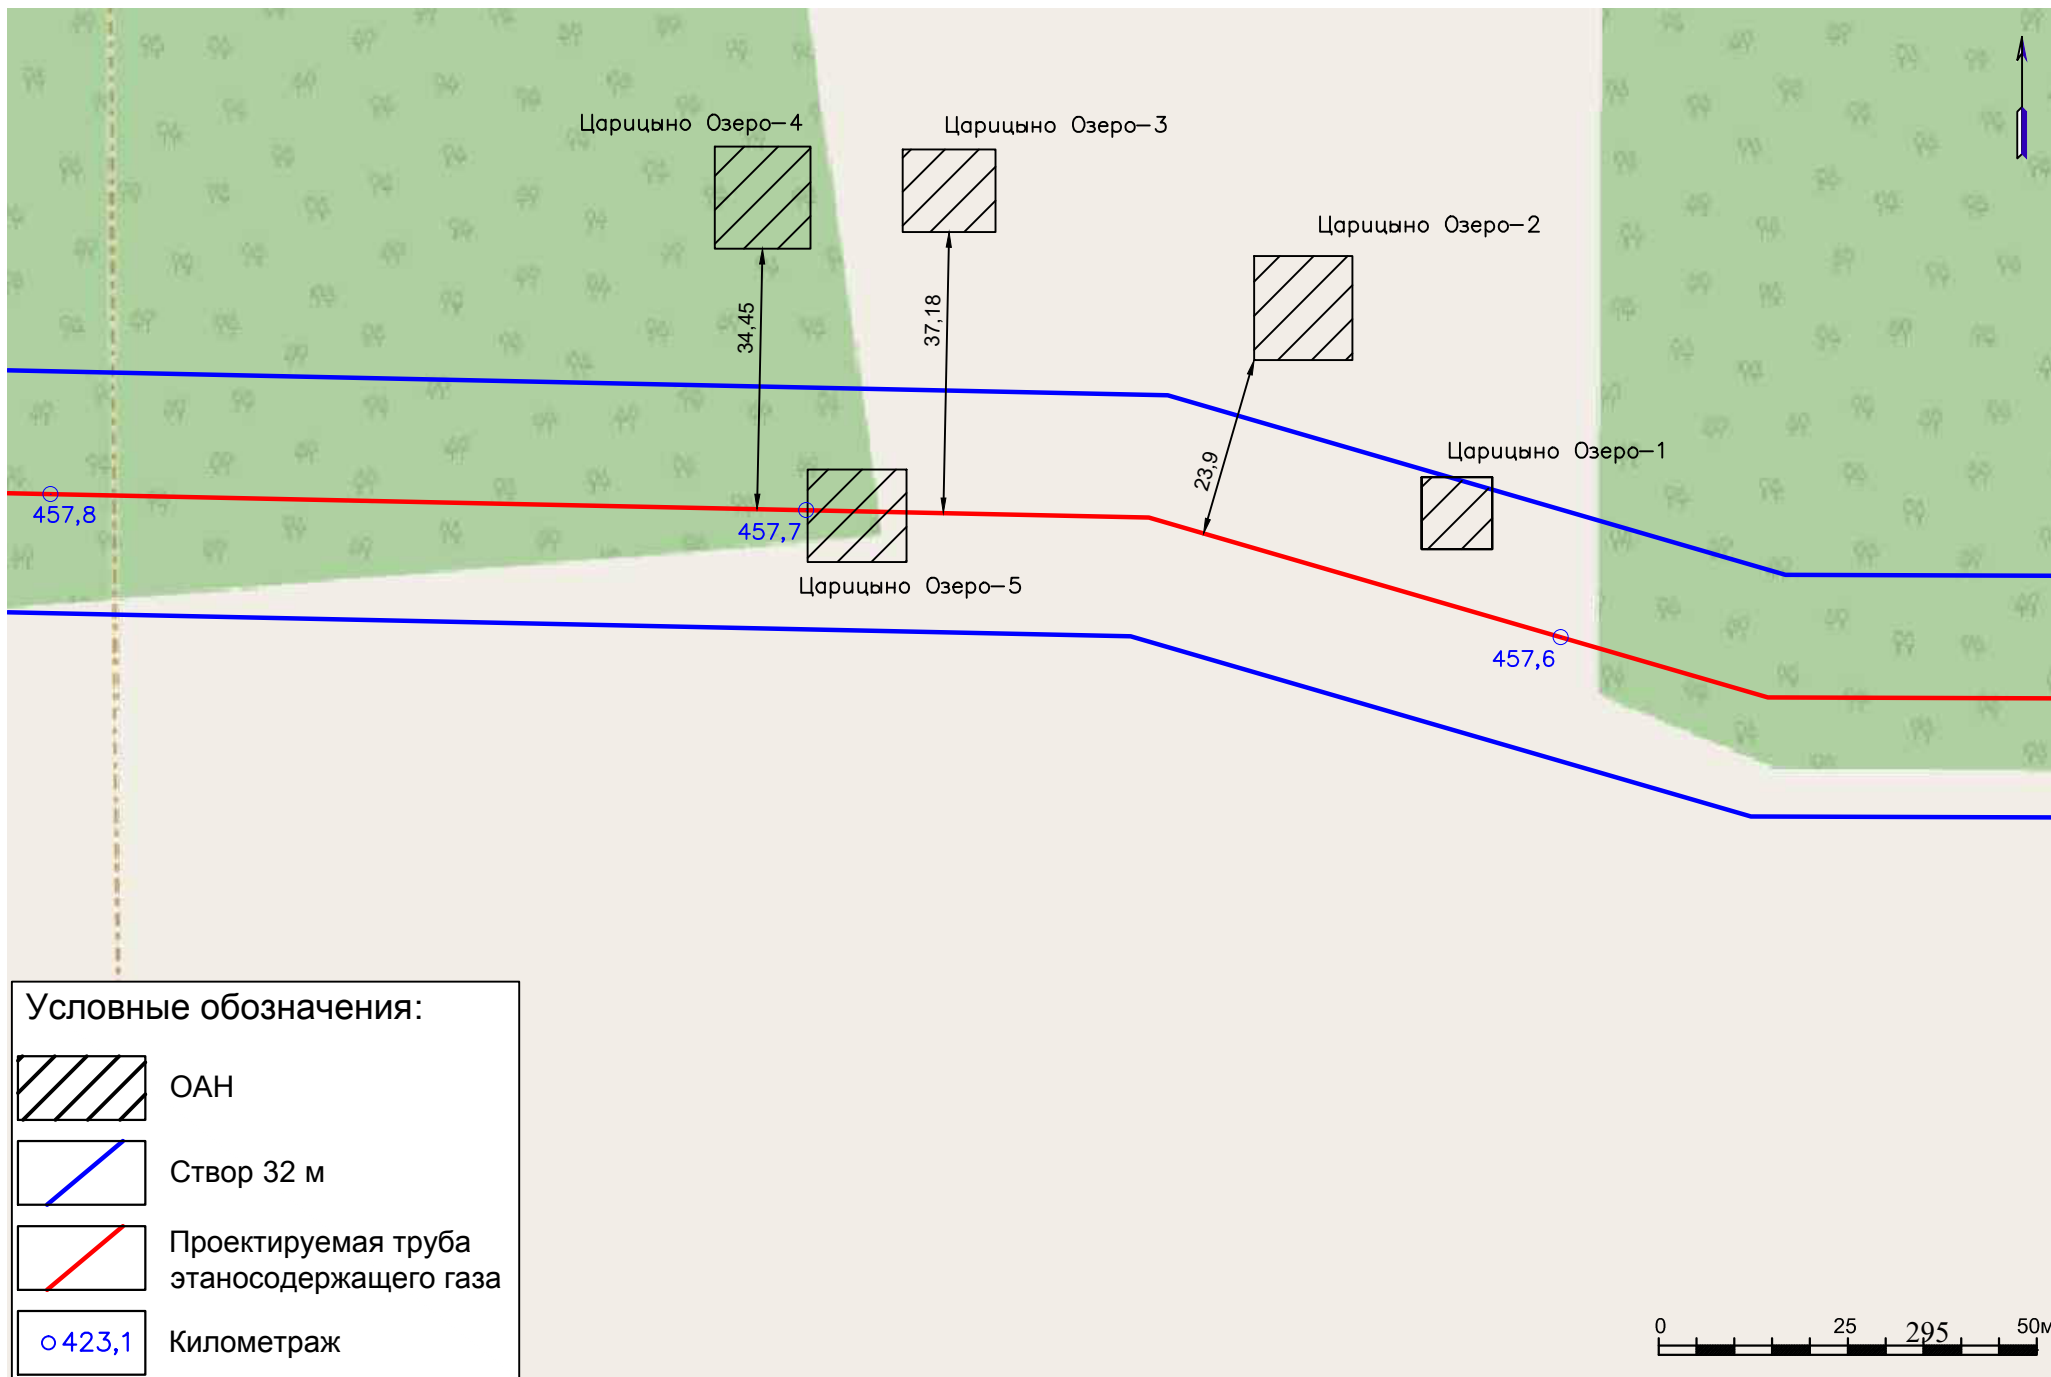 Царицыно Озеро-4
Царицыно Озеро-3
Царицыно Озеро-2
34,45
37,18
23,9
Царицыно Озеро-1
457,8
457,7
Царицыно Озеро-5
457,6
Условные обозначения:
ОАН
Створ 32 м
Проектируемая труба
этаносодержащего газа
423,1 Километраж
0 25 50м
295